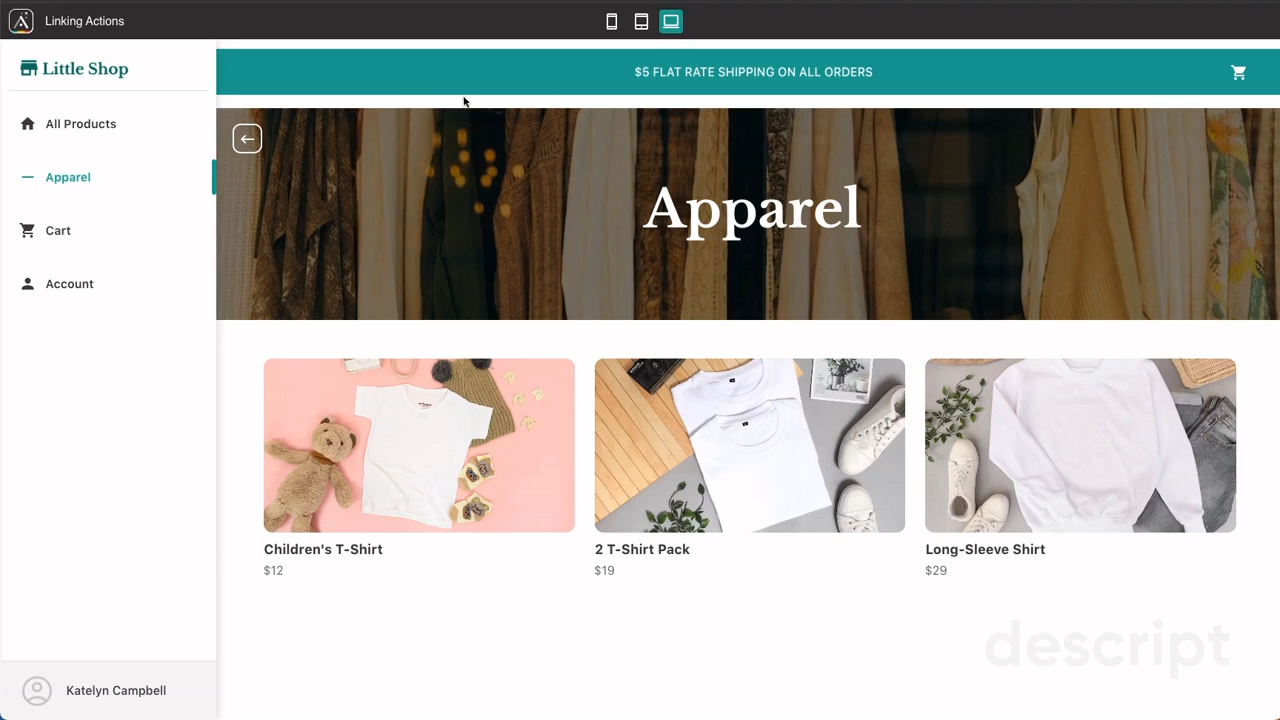 Linking Actions
Little Shop
$5 FLAT RATE SHIPPING ON ALL ORDERS
All Products
Apparel
Cart
Account
Apparel
Children's T-Shirt
$12
2 T-Shirt Pack
$19
Long-Sleeve Shirt
$29
descript
Katelyn Campbell